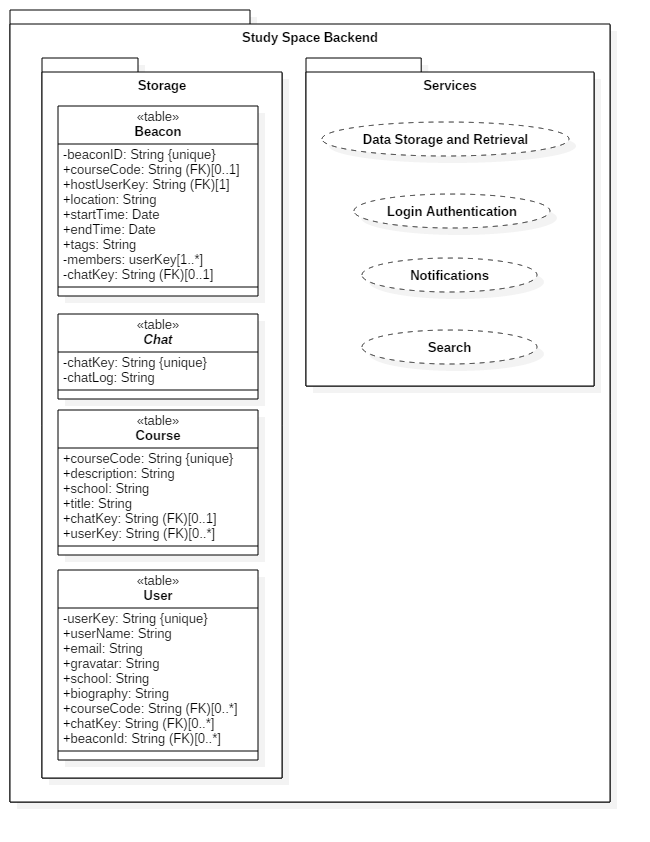 Study Space Backend
Storage
«table»
Beacon
-beaconID: String {unique}
+courseCode: String (FK)[0..1]
+hostUserKey: String (FK)[1]
+location: String
+startTime: Date
+endTime: Date
+tags: String
-members: userKey[1..*]
-chatKey: String (FK)[0..1]
«table»
Chat
-chatKey: String {unique}
-chatLog: String
«table»
Course
+courseCode: String {unique}
+description: String
+school: String
+title: String
+chatKey: String (FK)[0..1]
+userKey: String (FK)[0..*]
«table»
User
-userKey: String {unique}
+userName: String
+email: String
+gravatar: String
+school: String
+biography: String
+courseCode: String (FK)[0..*]
+chatKey: String (FK)[0..*]
+beaconId: String (FK)[0..*]
Services
Data Storage and Retrieval
Login Authentication
Notifications
Search